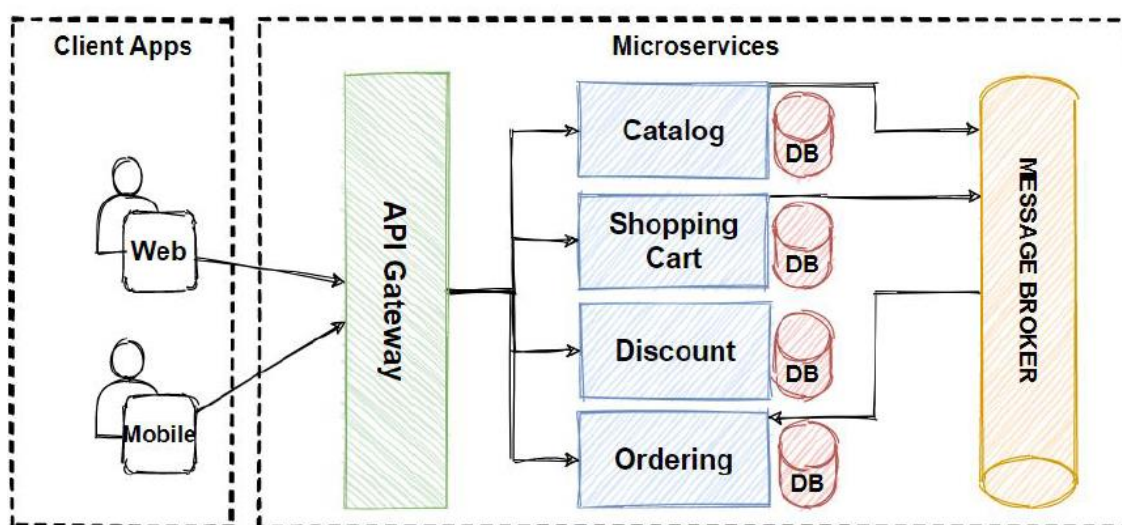 Client Apps
Microservices
Web
Mobile
API Gateway
Catalog
DB
Shopping
Cart
DB
Discount
DB
Ordering
DB
MESSAGE BROKER